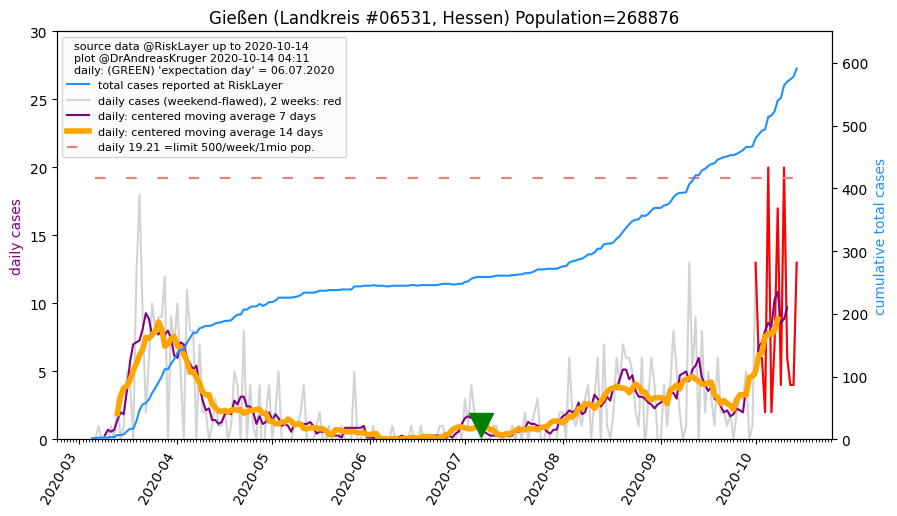 Gießen (Landkreis #06531, Hessen) Population=268876
source data @RiskLayer up to 2020-10-14
plot @DrAndreasKruger 2020-10-14 04:11
daily: (GREEN) 'expectation day' = 06.07.2020
total cases reported at RiskLayer
daily cases (weekend-flawed), 2 weeks: red
daily: centered moving average 7 days
daily: centered moving average 14 days
daily 19.21 =limit 500/week/1mio pop.
daily cases
30
25
20
15
10
5
0
cumulative total cases
600
500
400
300
200
100
0
2020-03
2020-04
2020-05
2020-06
2020-07
2020-08
2020-09
2020-10